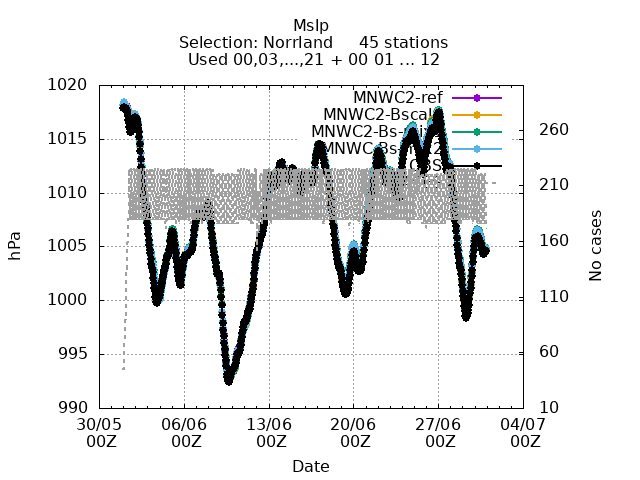 Mslp
Selection: Norrland 45 stations
Used 00,03,...,21 + 00 01 ... 12
MNWC2-ref
MNWC2-Bscale
1020
1015
1010
1005
1000
995
990
hPa
260
210
160
110
60
10
No cases
30/05 06/06 13/06 20/06 27/06 04/07
00Z 00Z 00Z 00Z 00Z 00Z
Date